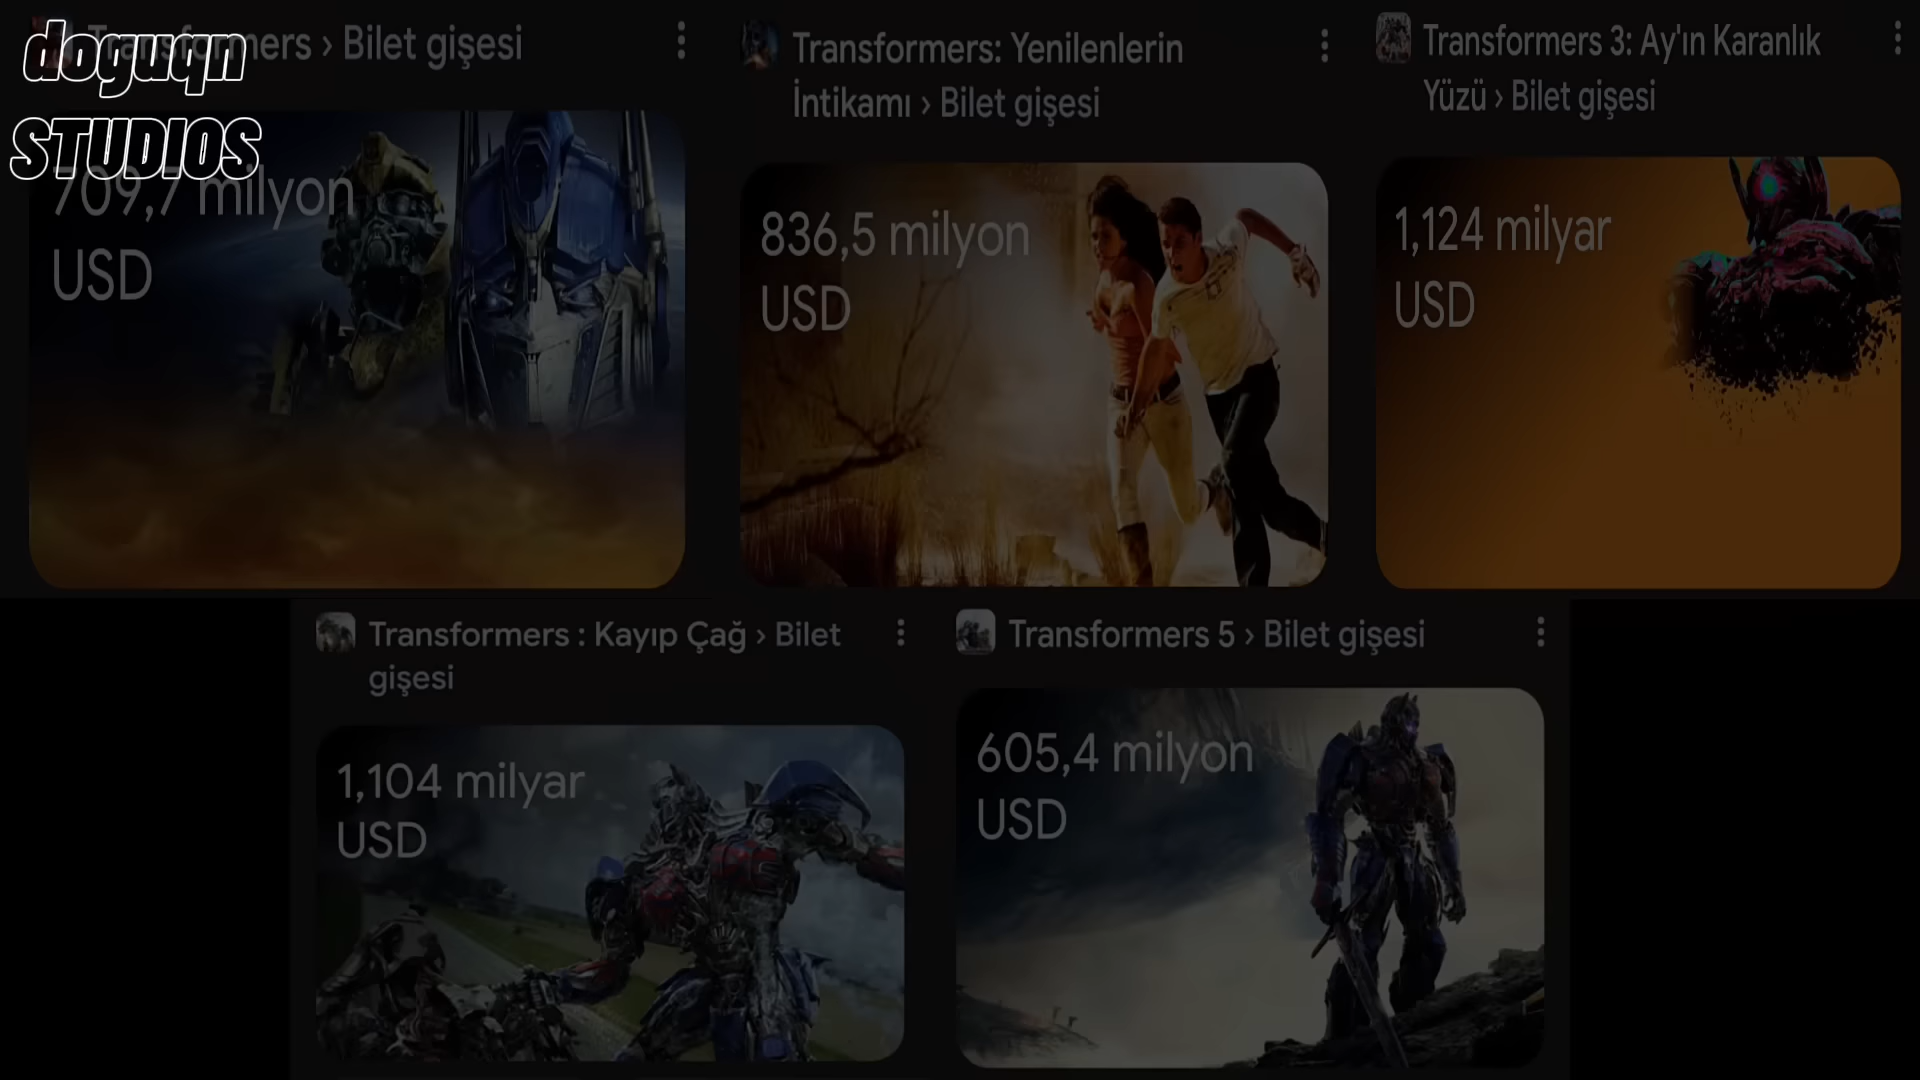 doguqn
STUDIOS
Transformers › Bilet gişesi
709,7 milyon
USD
Transformers: Yenilenlerin
İntikamı › Bilet gişesi
836,5 milyon
USD
Transformers 3: Ay'ın Karanlık
Yüzü › Bilet gişesi
1,124 milyar
USD
Transformers : Kayıp Çağ › Bilet
gişesi
1,104 milyar
USD
Transformers 5 › Bilet gişesi
605,4 milyon
USD